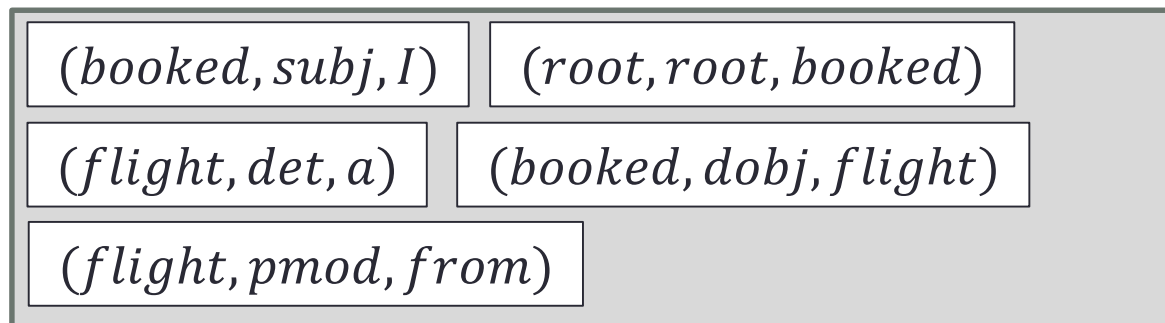 (booked, subj, I) (root, root, booked)
(flight, det, a) (booked, dobj, flight)
(flight, pmod, from)